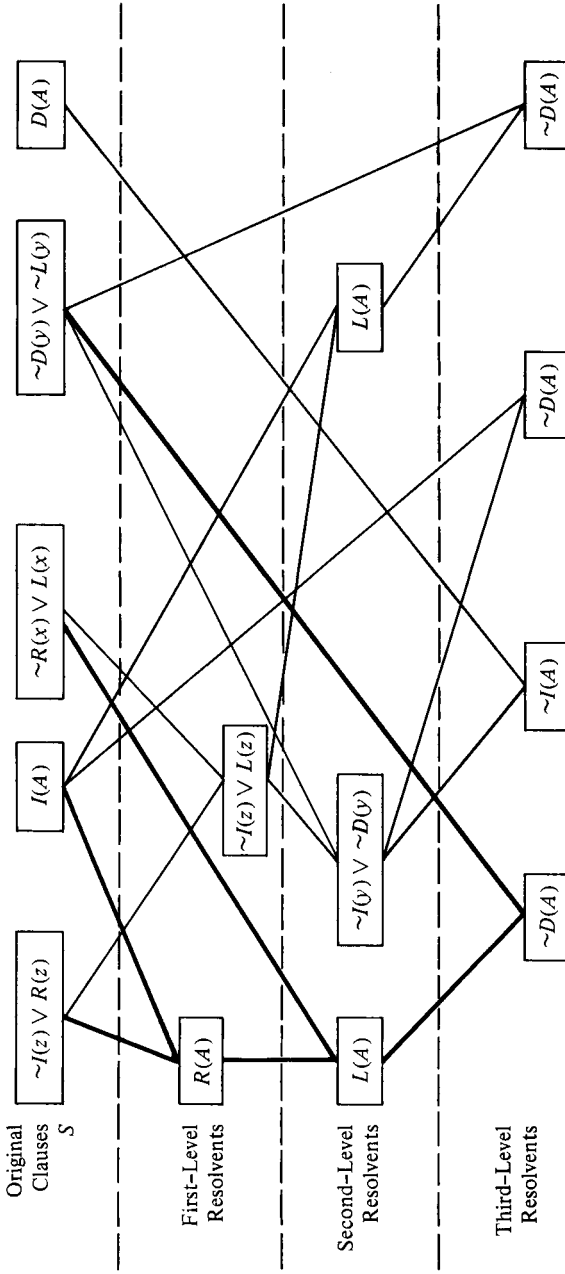 Original
Clauses
S
~I(z) ∨ R(z)
I(A)
~R(x) ∨ L(x)
~D(y) ∨ ~L(y)
D(A)
First-Level
Resolvents
R(A)
~I(z) ∨ L(z)
Second-Level
Resolvents
L(A)
~I(y) ∨ ~D(y)
L(A)
Third-Level
Resolvents
~D(A)
~I(A)
~D(A)
~D(A)